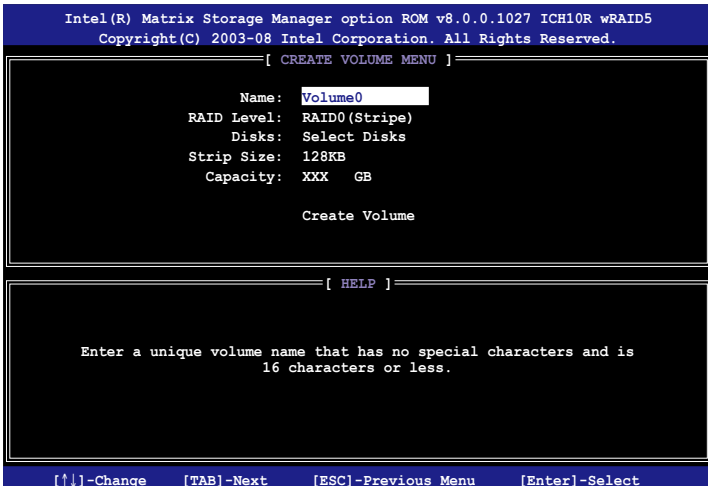 Intel(R) Matrix Storage Manager option ROM v8.0.0.1027 ICH10R wRAID5
Copyright(C) 2003-08 Intel Corporation. All Rights Reserved.
[ CREATE VOLUME MENU ]
Name: Volume0
RAID Level: RAID0(Stripe)
Disks: Select Disks
Strip Size: 128KB
Capacity: XXX GB
Create Volume
[ HELP ]
Enter a unique volume name that has no special characters and is
16 characters or less.
[↑↓]-Change [TAB]-Next [ESC]-Previous Menu [Enter]-Select